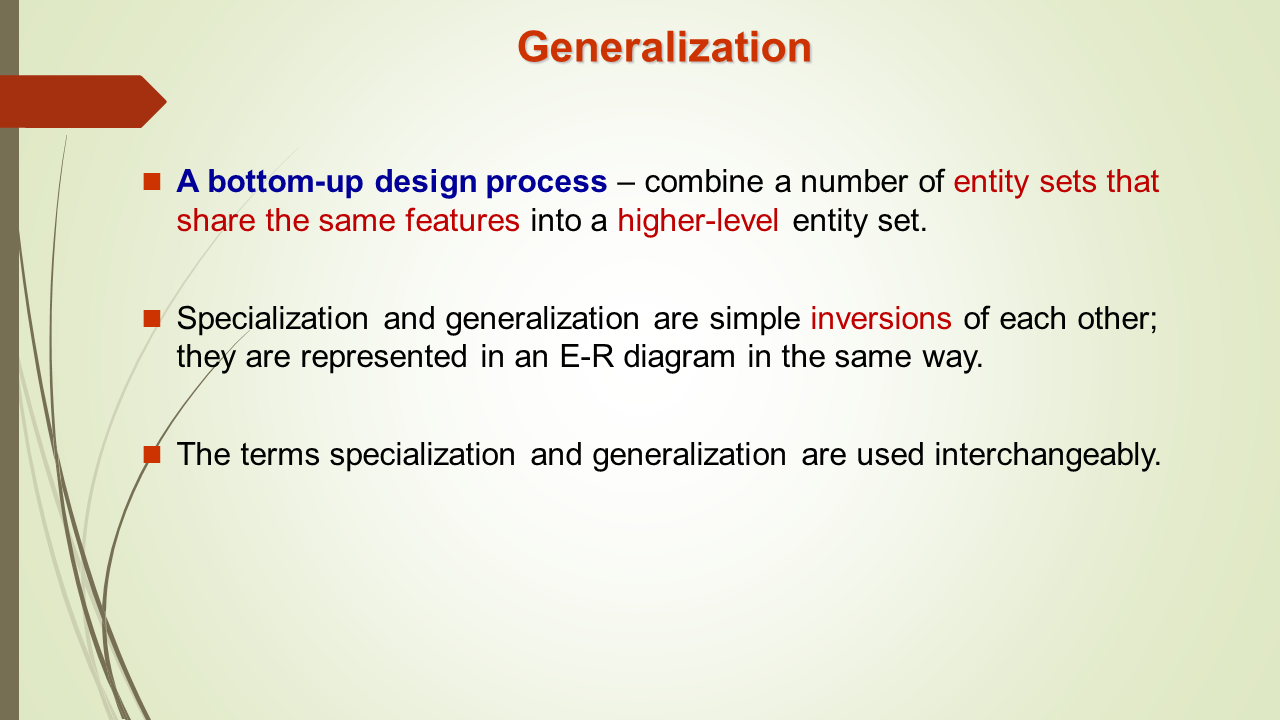 Generalization
A bottom-up design process – combine a number of entity sets that
share the same features into a higher-level entity set.
Specialization and generalization are simple inversions of each other;
they are represented in an E-R diagram in the same way.
The terms specialization and generalization are used interchangeably.